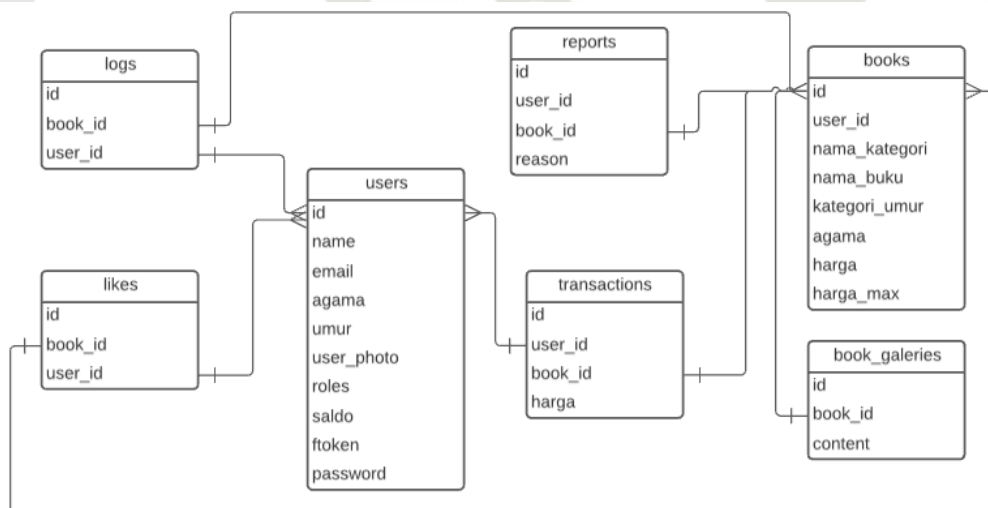 logs
id
book_id
user_id
likes
id
book_id
user_id
users
id
name
email
agama
umur
user_photo
roles
saldo
ftoken
password
reports
id
user_id
book_id
reason
transactions
id
user_id
book_id
harga
books
id
user_id
nama_kategori
nama_buku
kategori_umur
agama
harga
harga_max
book_galeries
id
book_id
content